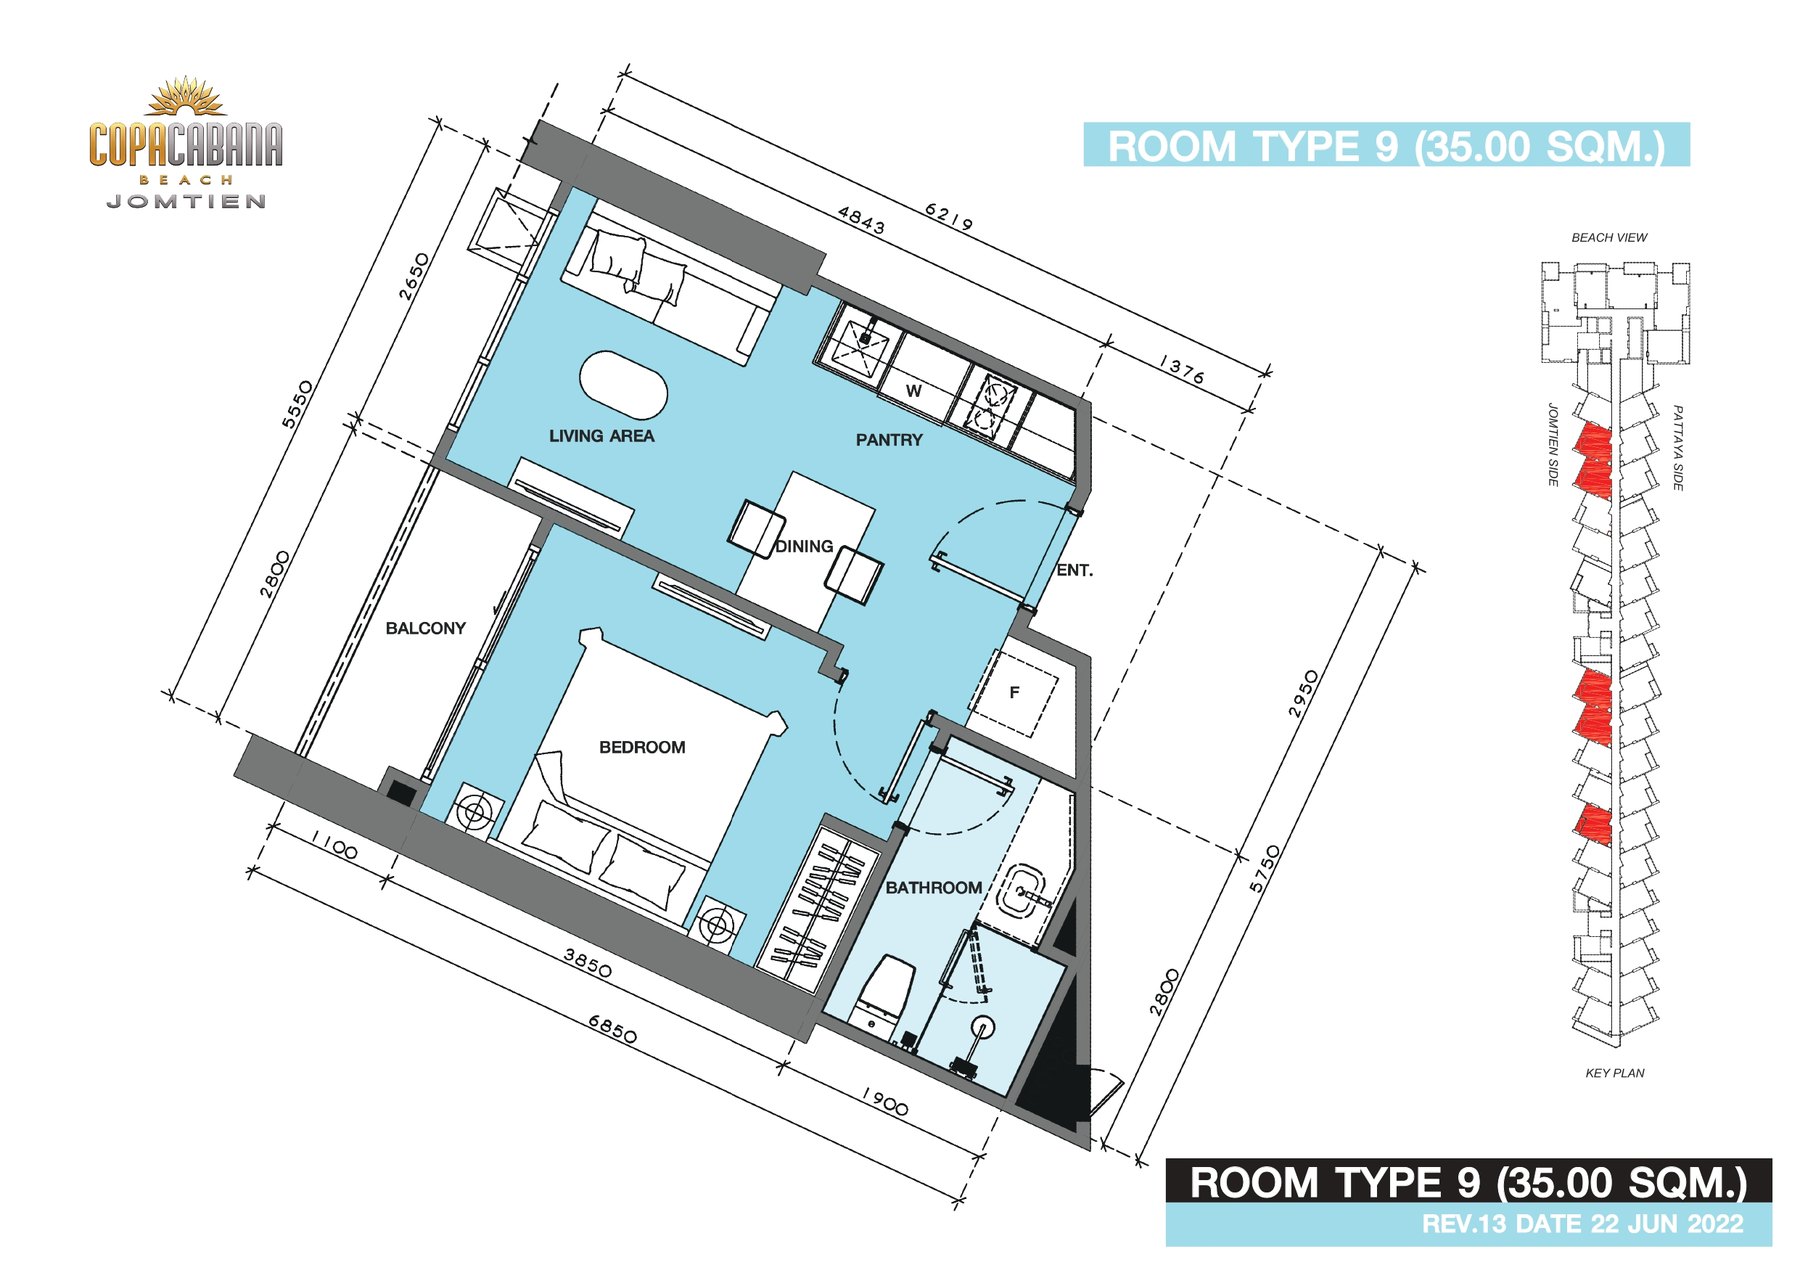 COPACABANA
BEACH
JOMTIEN
ROOM TYPE 9 (35.00 SQM.)
6219
4843
1376
2650
5550
2800
LIVING AREA
PANTRY
W
DINING
ENT.
BALCONY
BEDROOM
F
BATHROOM
2950
5750
2800
1100
3850
6850
1900
BEACH VIEW
JOMTIEN SIDE
PATTAYA SIDE
KEY PLAN
ROOM TYPE 9 (35.00 SQM.)
REV.13 DATE 22 JUN 2022